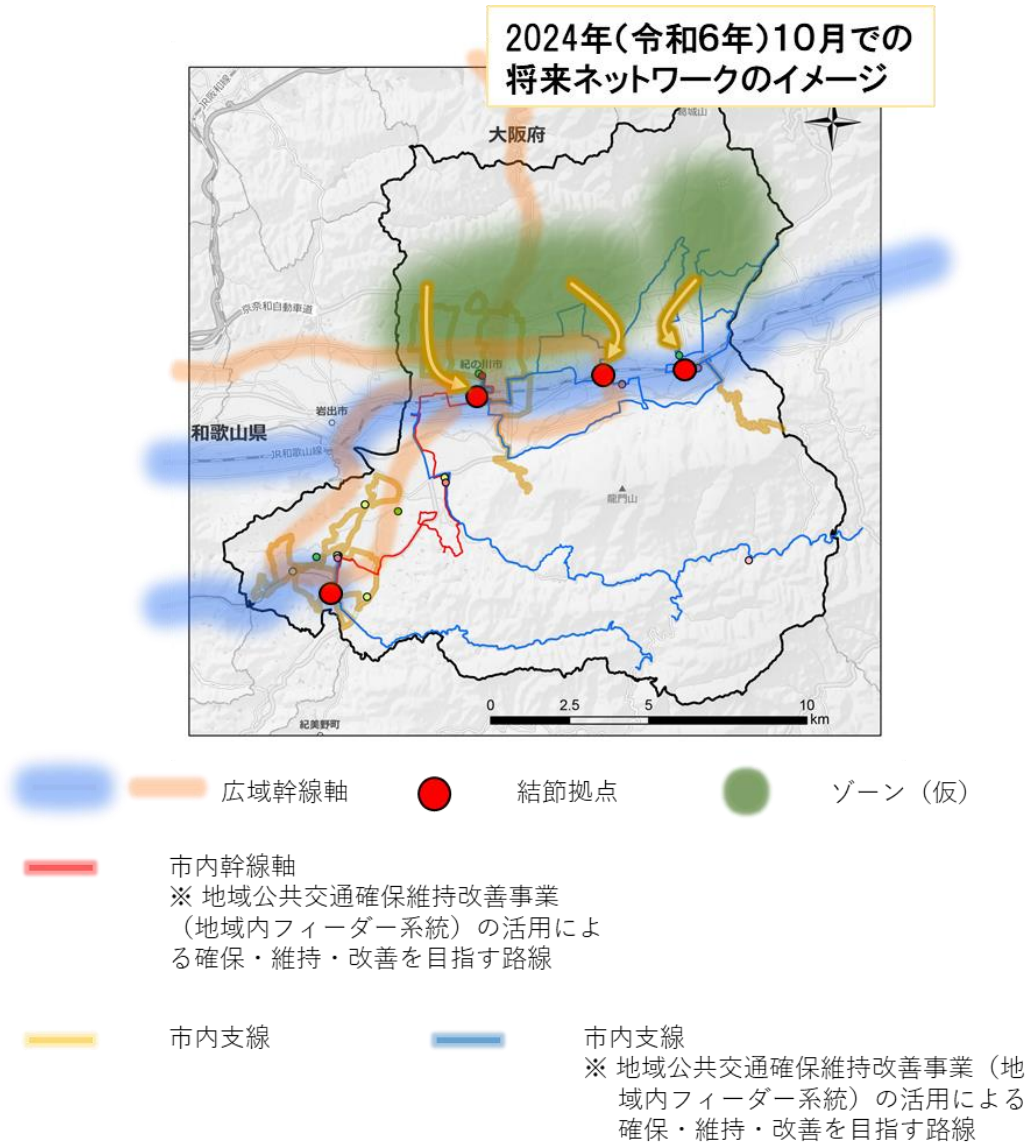 2024年(令和6年)10月での
将来ネットワークのイメージ
JR阪和線
大阪府
京奈和自動車道
紀の川市
岩出市
和歌山県
JR和歌山線
龍門山
0 2.5 5 10
km
紀美野町
広域幹線軸
結節拠点
ゾーン（仮）
市内幹線軸
※ 地域公共交通確保維持改善事業
（地域内フィーダー系統）の活用によ
る確保・維持・改善を目指す路線
市内支線
市内支線
※ 地域公共交通確保維持改善事業（地
域内フィーダー系統）の活用による
確保・維持・改善を目指す路線